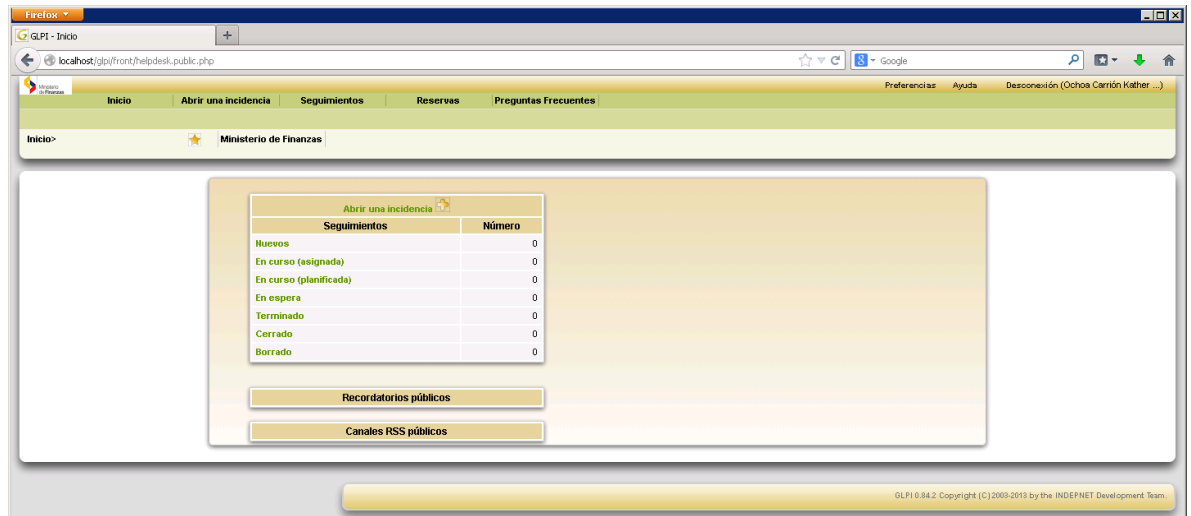 Firefox
GLPI - Inicio
localhost/glpi/front/helpdesk.public.php
Google
Ministerio de Finanzas
Preferencias Ayuda Desconexión (Ochoa Carrión Kather ...)
Inicio Abrir una incidencia Seguimientos Reservas Preguntas Frecuentes
Inicio> Ministerio de Finanzas
Abrir una incidencia
Seguimientos Número
Nuevos 0
En curso (asignada) 0
En curso (planificada) 0
En espera 0
Terminado 0
Cerrado 0
Borrado 0
Recordatorios públicos
Canales RSS públicos
GLPI 0.84.2 Copyright (C) 2003-2013 by the INDEPNET Development Team.